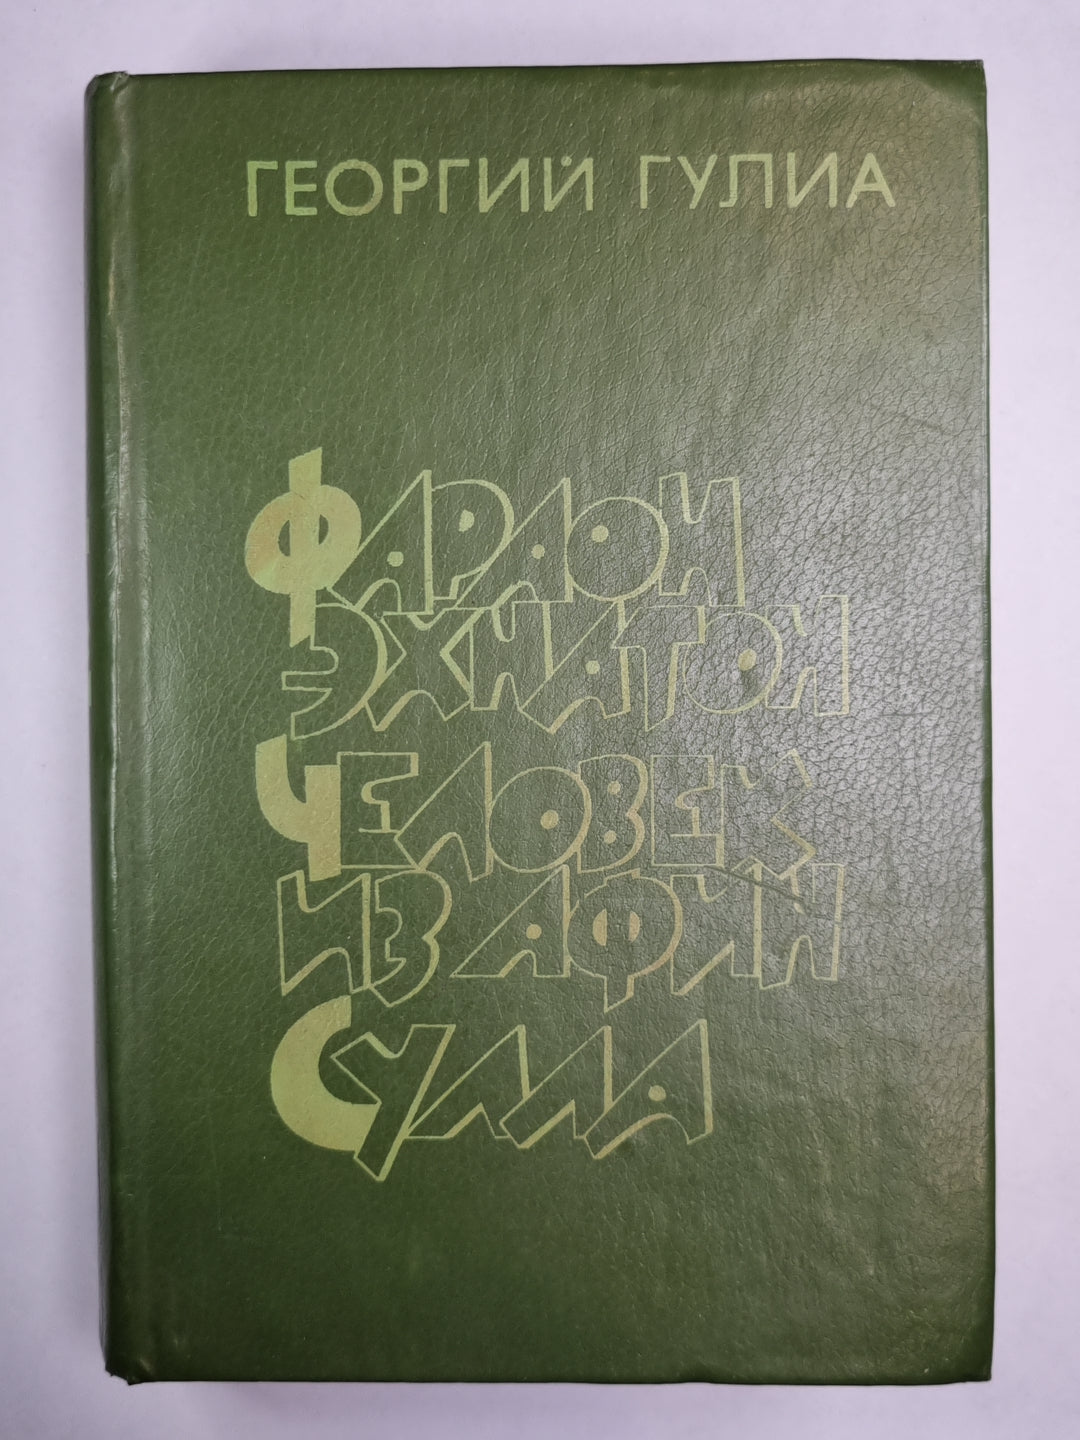 ГЕОРГИЙ ГУЛИА
ФАРАОН
ЭХНАТОН
ЧЕЛОВЕК
ИЗ АФИН
СУЛЛА